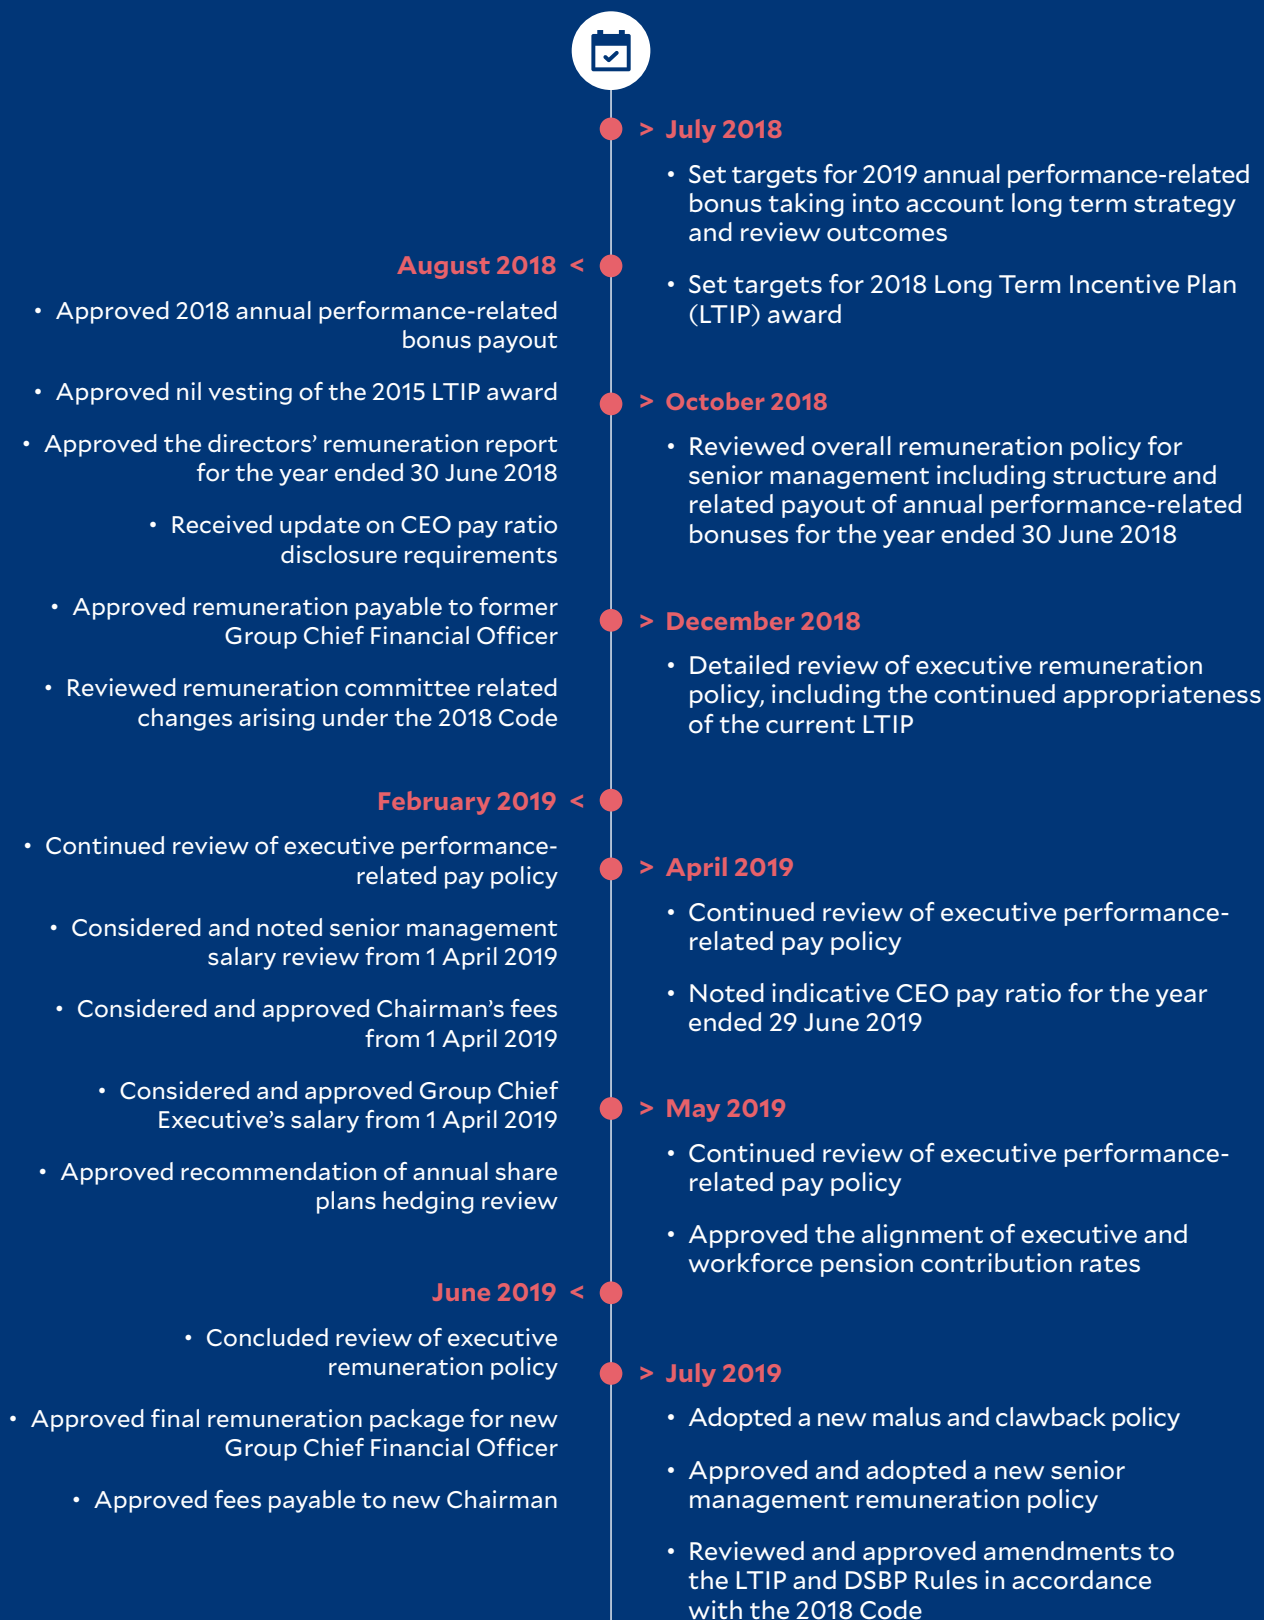 > July 2018
• Set targets for 2019 annual performance-related
bonus taking into account long term strategy
and review outcomes
• Set targets for 2018 Long Term Incentive Plan
(LTIP) award
August 2018 <
• Approved 2018 annual performance-related
bonus payout
• Approved nil vesting of the 2015 LTIP award
• Approved the directors’ remuneration report
for the year ended 30 June 2018
• Received update on CEO pay ratio
disclosure requirements
• Approved remuneration payable to former
Group Chief Financial Officer
• Reviewed remuneration committee related
changes arising under the 2018 Code
> October 2018
• Reviewed overall remuneration policy for
senior management including structure and
related payout of annual performance-related
bonuses for the year ended 30 June 2018
> December 2018
• Detailed review of executive remuneration
policy, including the continued appropriateness
of the current LTIP
February 2019 <
• Continued review of executive performance-
related pay policy
• Considered and noted senior management
salary review from 1 April 2019
• Considered and approved Chairman’s fees
from 1 April 2019
• Considered and approved Group Chief
Executive’s salary from 1 April 2019
• Approved recommendation of annual share
plans hedging review
> April 2019
• Continued review of executive performance-
related pay policy
• Noted indicative CEO pay ratio for the year
ended 29 June 2019
> May 2019
• Continued review of executive performance-
related pay policy
• Approved the alignment of executive and
workforce pension contribution rates
June 2019 <
• Concluded review of executive
remuneration policy
• Approved final remuneration package for new
Group Chief Financial Officer
• Approved fees payable to new Chairman
> July 2019
• Adopted a new malus and clawback policy
• Approved and adopted a new senior
management remuneration policy
• Reviewed and approved amendments to
the LTIP and DSBP Rules in accordance
with the 2018 Code